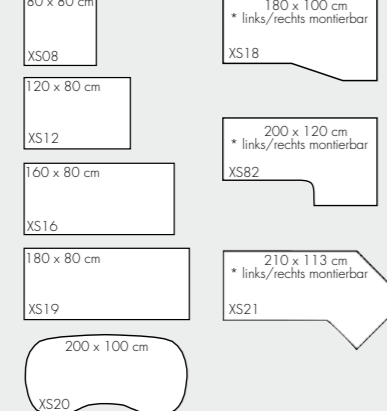 80 x 80 cm
XS08
120 x 80 cm
XS12
160 x 80 cm
XS16
180 x 80 cm
XS19
200 x 100 cm
XS20
180 x 100 cm
* links/rechts montierbar
XS18
200 x 120 cm
* links/rechts montierbar
XS82
210 x 113 cm
* links/rechts montierbar
XS21